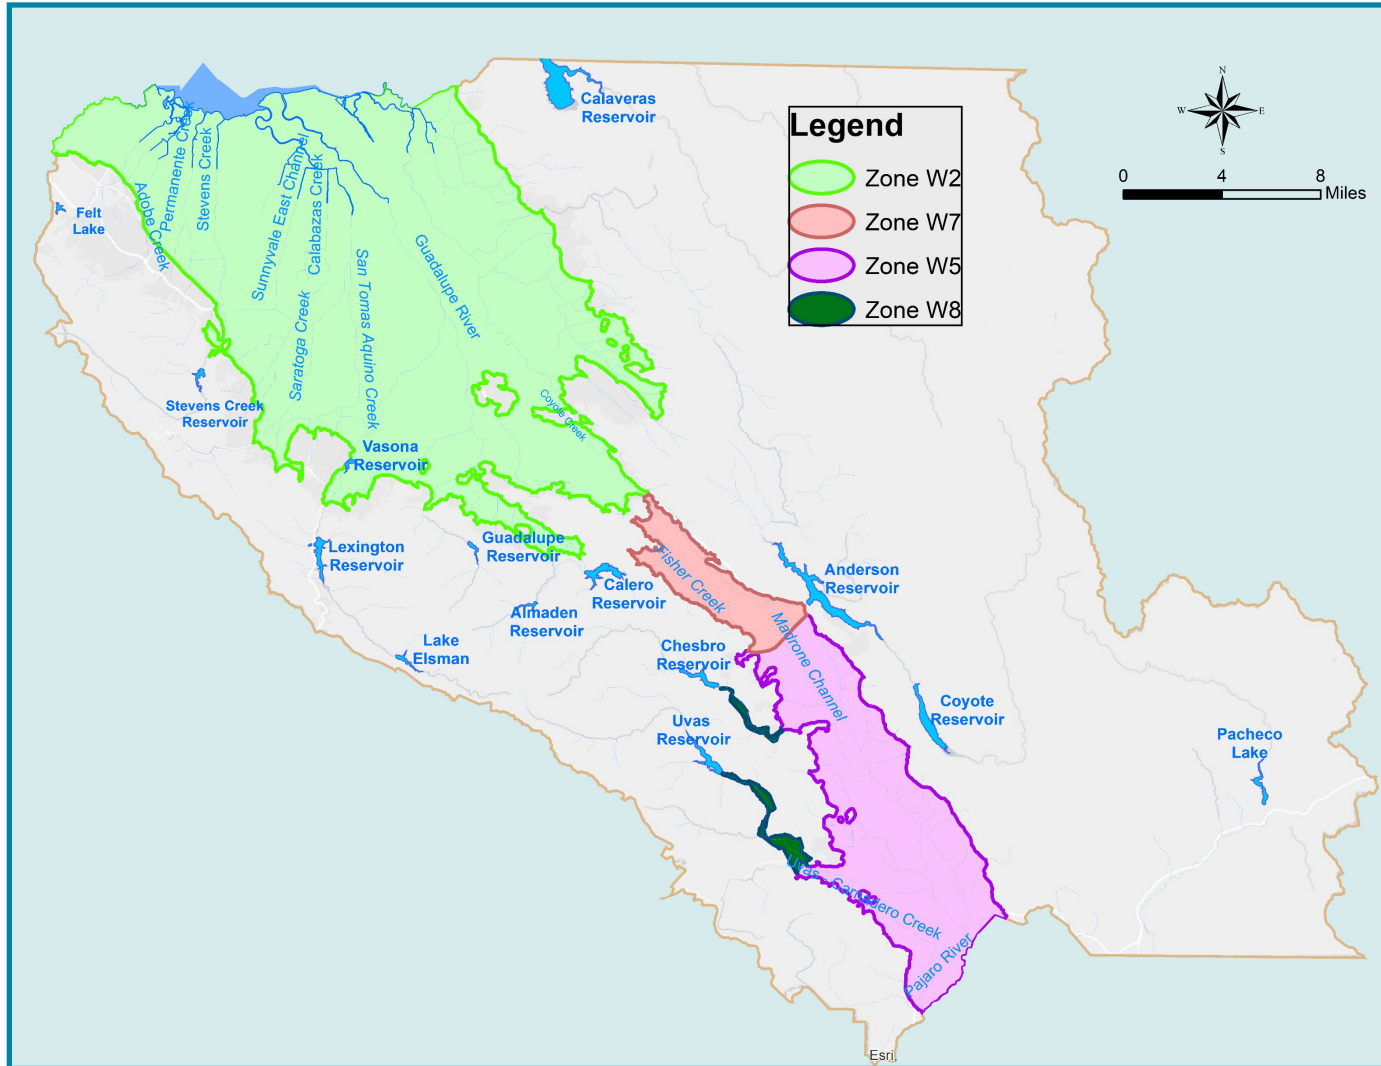 N
W
E
S
0
4
8
Miles
Legend
Zone W2
Zone W7
Zone W5
Zone W8
Calaveras
Reservoir
Felt
Lake
Adobe Creek
Permanente Creek
Stevens Creek
Sunnyvale East Channel
Calabazas Creek
Saratoga Creek
San Tomas Aquino Creek
Guadalupe River
Coyote Creek
Stevens Creek
Reservoir
Vasona
Reservoir
Lexington
Reservoir
Guadalupe
Reservoir
Calero
Reservoir
Almaden
Reservoir
Lake
Elsman
Fisher Creek
Anderson
Reservoir
Madrone Channel
Chesbro
Reservoir
Uvas
Reservoir
Coyote
Reservoir
Pacheco
Lake
Uvas - Carnadero Creek
Pajaro River
Esri,